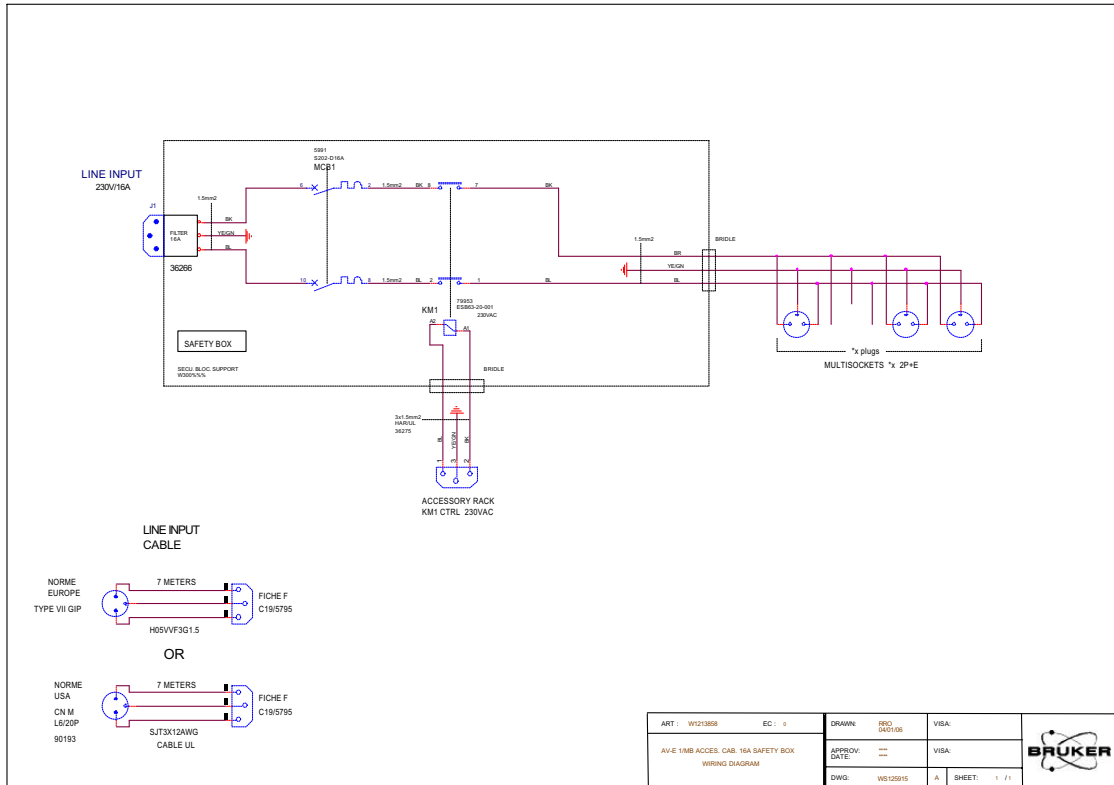 LINE INPUT
230V/16A
J1
1.5mm2
FILTER
16A
36266
BK
YE/GN
BL
5991
S202-D16A
MCB1
6
2
1.5mm2
BK
8
7
BK
10
8
1.5mm2
BL
2
1
BL
KM1
79953
ESB63-20-001
230VAC
A2
A1
SAFETY BOX
SECU. BLOC. SUPPORT
W300%%%
BRIDLE
1.5mm2
BRIDLE
BR
YE/GN
BL
*x plugs
MULTISOCKETS *x 2P+E
3x1.5mm2
HAR/UL
36275
BL
YE/GN
BK
1
3
2
ACCESSORY RACK
KM1 CTRL 230VAC
LINE INPUT
CABLE
NORME
EUROPE
TYPE VII GIP
7 METERS
H05VVF3G1.5
FICHE F
C19/5795
OR
NORME
USA
CN M
L6/20P
90193
7 METERS
SJT3X12AWG
CABLE UL
FICHE F
C19/5795
ART : W1213858 EC : 0
AV-E 1/MB ACCES. CAB. 16A SAFETY BOX
WIRING DIAGRAM
DRAWN: RRO
04/01/06
VISA:
APPROV: ***
DATE: ***
VISA:
DWG: WS125915 A SHEET: 1 / 1
BRUKER